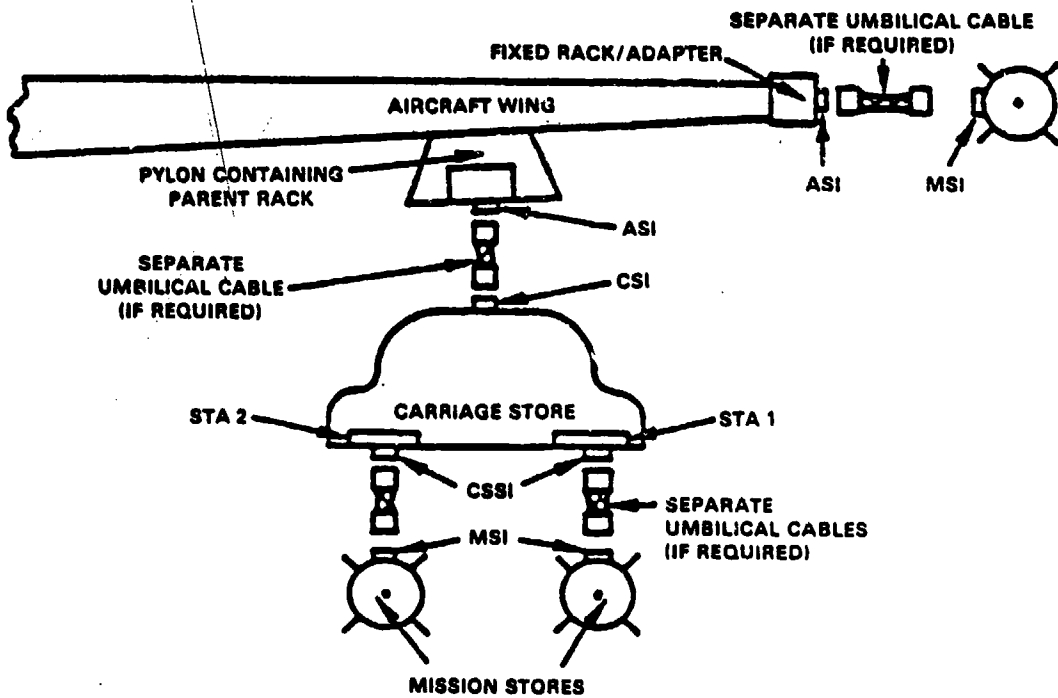 SEPARATE UMBILICAL CABLE
(IF REQUIRED)
FIXED RACK/ADAPTER
AIRCRAFT WING
PYLON CONTAINING
PARENT RACK
ASI
MSI
ASI
SEPARATE
UMBILICAL CABLE
(IF REQUIRED)
CSI
STA 2
CARRIAGE STORE
STA 1
CSSI
SEPARATE
UMBILICAL CABLES
(IF REQUIRED)
MSI
MISSION STORES